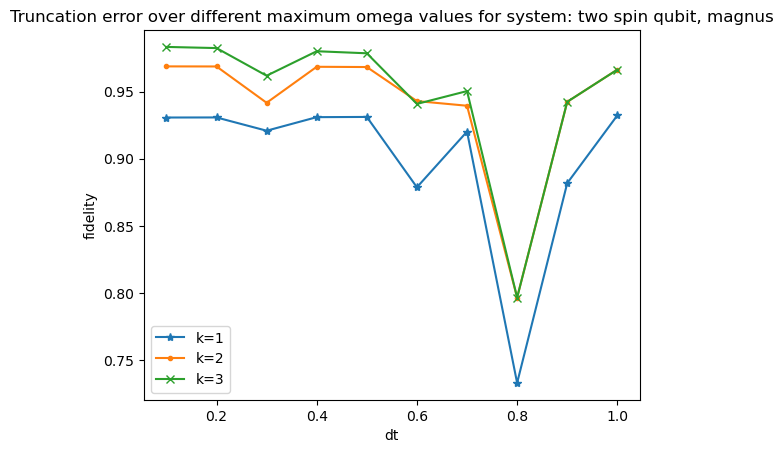 Truncation error over different maximum omega values for system: two spin qubit, magnus
fidelity
0.95
0.90
0.85
0.80
0.75
k=1
k=2
k=3
0.2 0.4 0.6 0.8 1.0
dt